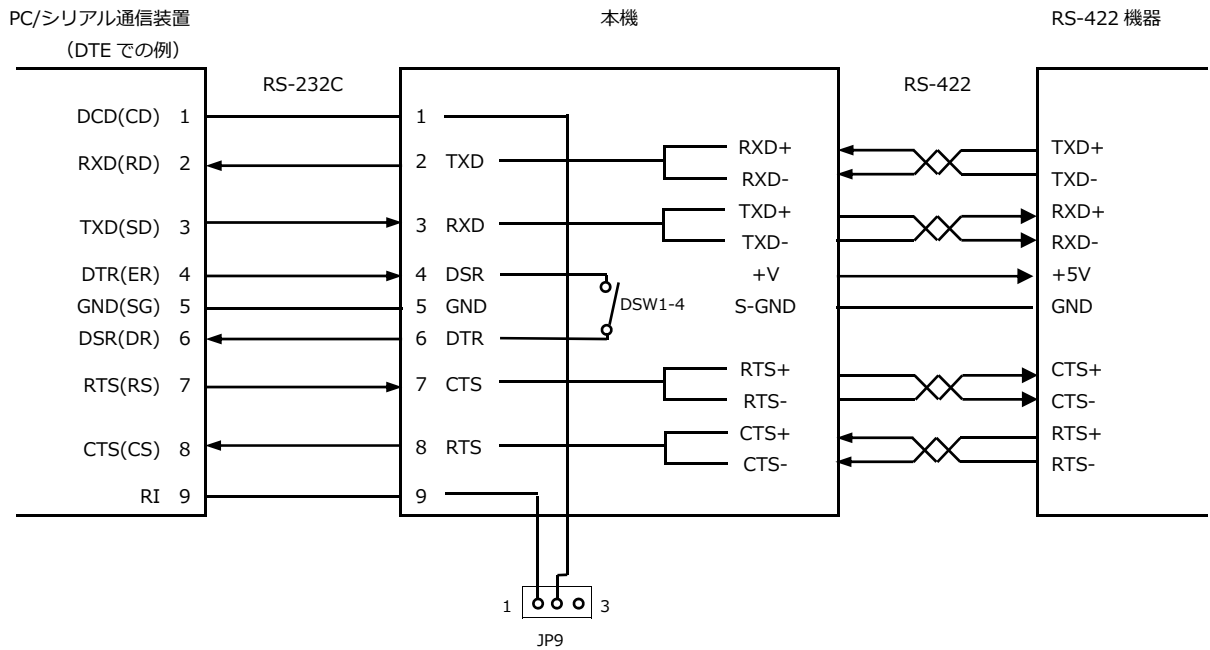 PC/シリアル通信装置
（DTE での例）
本機
RS-422 機器
RS-232C
RS-422
DCD(CD) 1
RXD(RD) 2
TXD(SD) 3
DTR(ER) 4
GND(SG) 5
DSR(DR) 6
RTS(RS) 7
CTS(CS) 8
RI 9
1
2 TXD
3 RXD
4 DSR
5 GND
6 DTR
7 CTS
8 RTS
9
DSW1-4
RXD+
RXD-
TXD+
TXD-
+V
S-GND
RTS+
RTS-
CTS+
CTS-
TXD+
TXD-
RXD+
RXD-
+5V
GND
CTS+
CTS-
RTS+
RTS-
1 3
JP9